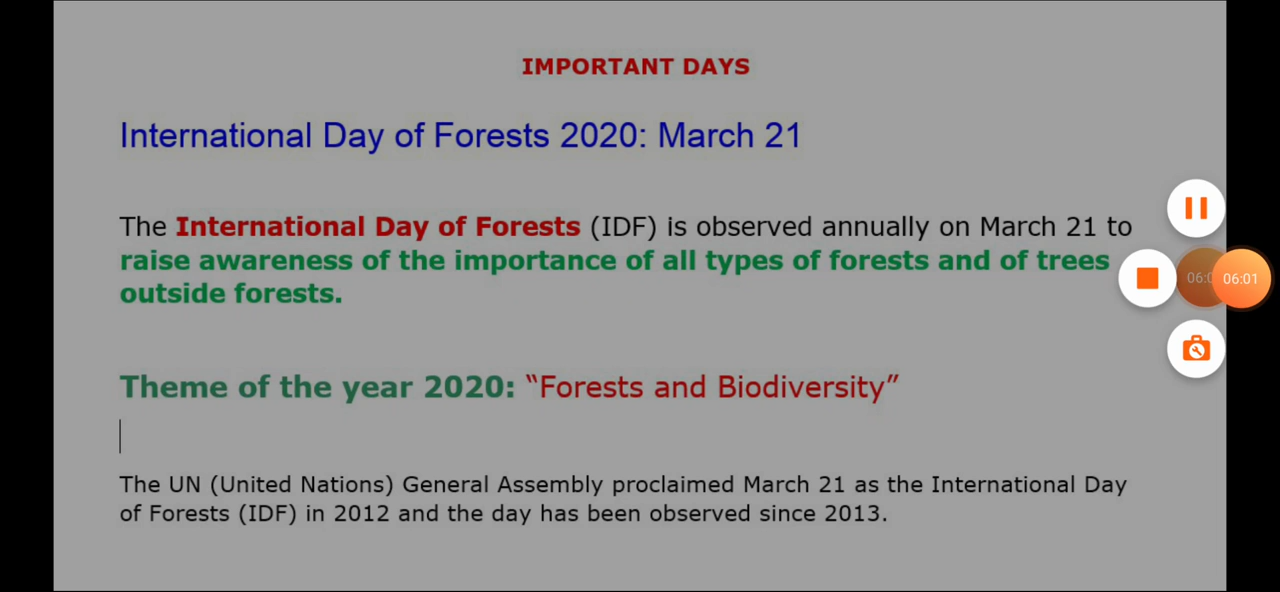 IMPORTANT DAYS
International Day of Forests 2020: March 21
The International Day of Forests (IDF) is observed annually on March 21 to
raise awareness of the importance of all types of forests and of trees
outside forests.
06:01
Theme of the year 2020: “Forests and Biodiversity”
The UN (United Nations) General Assembly proclaimed March 21 as the International Day
of Forests (IDF) in 2012 and the day has been observed since 2013.